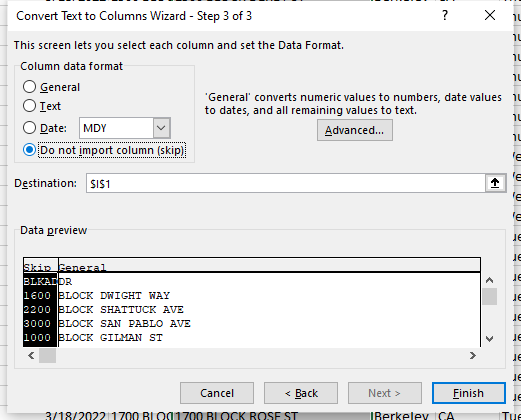 Convert Text to Columns Wizard - Step 3 of 3
?
This screen lets you select each column and set the Data Format.
Column data format
General
Text
Date: MDY
Do not import column (skip)
'General' converts numeric values to numbers, date values
to dates, and all remaining values to text.
Advanced...
Destination: $I$1
Data preview
Skip General
BLKADDR
1600 BLOCK DWIGHT WAY
2200 BLOCK SHATTUCK AVE
3000 BLOCK SAN PABLO AVE
1000 BLOCK GILMAN ST
Cancel
< Back
Next >
Finish
3/18/2022 1700 BLOC 1700 BLOCK ROSE ST Berkeley CA Tue